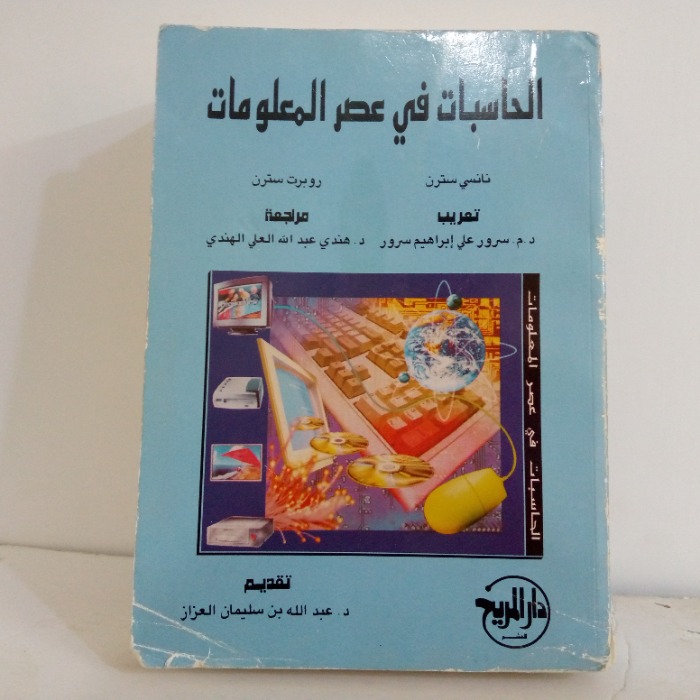 الحاسبات في عصر المعلومات
نانسي سترن
روبرت سترن
تعريب
مراجعة
د.م. سرور علي إبراهيم سرور
د. هندي عبد الله العلي الهندي
الحاسبات في عصر المعلومات
تقديم
د. عبد الله بن سليمان العزاز
دار المريخ
للنشر